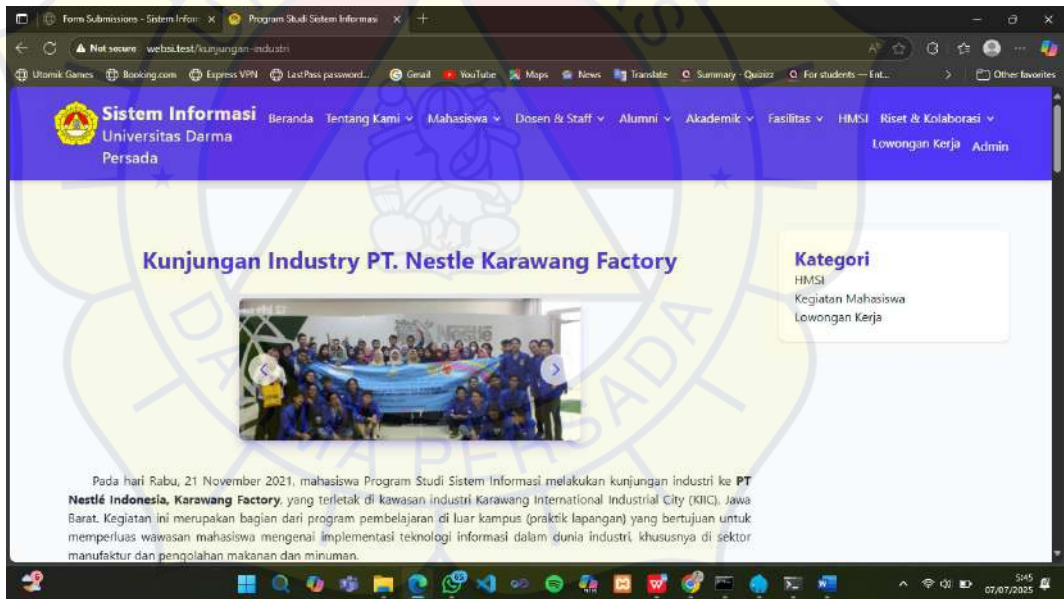 Form Submissions - Sistem Infor
Program Studi Sistem Informasi
Not secure websi.test/kunjungan-industri
Utomik Games Booking.com Express VPN LastPass password... Gmail YouTube Maps News Translate Summary - Quizizz For students — Ent... Other favorites
Sistem Informasi
Universitas Darma
Persada
Beranda Tentang Kami Mahasiswa Dosen & Staff Alumni Akademik Fasilitas HMSI Riset & Kolaborasi
Lowongan Kerja Admin
Kunjungan Industry PT. Nestle Karawang Factory
Kategori
HMSI
Kegiatan Mahasiswa
Lowongan Kerja
Pada hari Rabu, 21 November 2021, mahasiswa Program Studi Sistem Informasi melakukan kunjungan industri ke PT
Nestlé Indonesia, Karawang Factory, yang terletak di kawasan industri Karawang International Industrial City (KIIC), Jawa
Barat. Kegiatan ini merupakan bagian dari program pembelajaran di luar kampus (praktik lapangan) yang bertujuan untuk
memperluas wawasan mahasiswa mengenai implementasi teknologi informasi dalam dunia industri, khususnya di sektor
manufaktur dan pengolahan makanan dan minuman.
DARMA PERSADA
5:45
07/07/2025